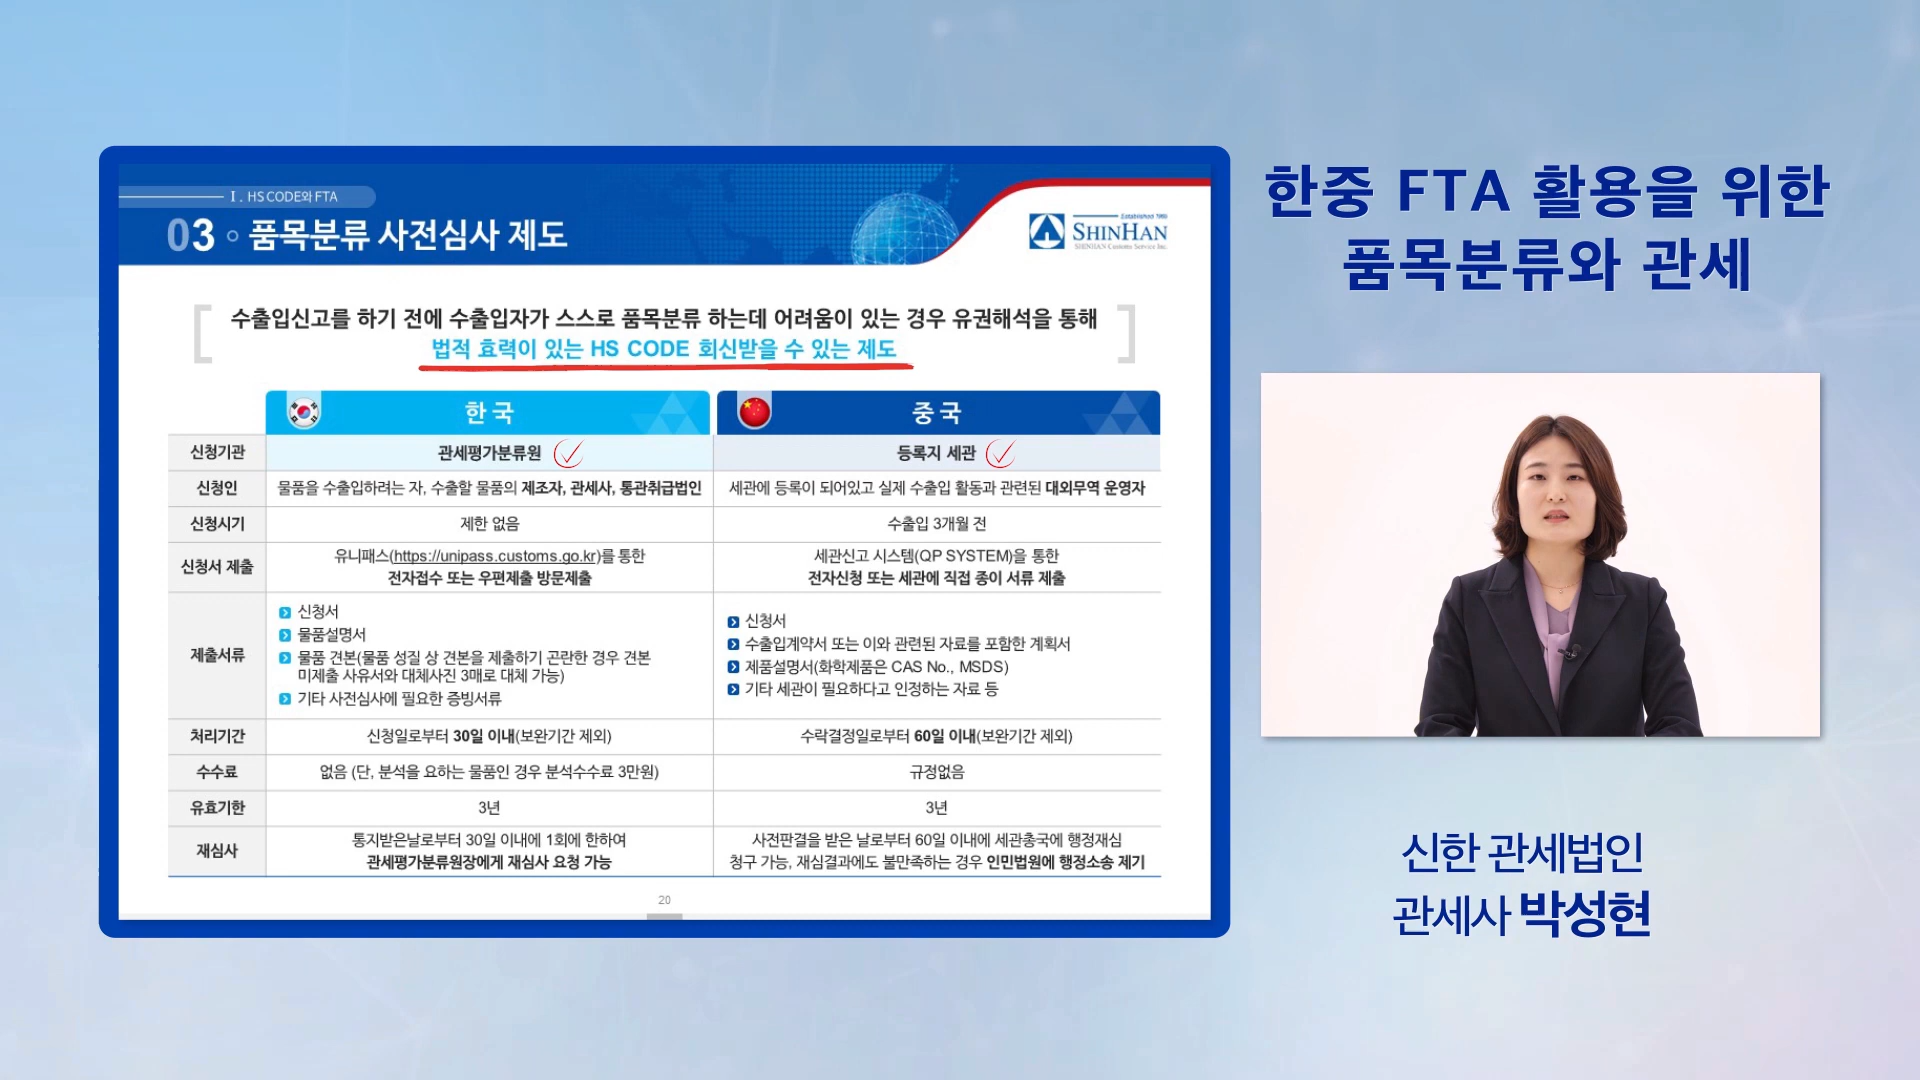 I. HS CODE와 FTA
03 품목분류 사전심사 제도
Established 1966
SHINHAN
SHINHAN Customs Service Inc.
수출입신고를 하기 전에 수출입자가 스스로 품목분류 하는데 어려움이 있는 경우 유권해석을 통해
법적 효력이 있는 HS CODE 회신받을 수 있는 제도
한 국
중 국
신청기관
관세평가분류원
등록지 세관
신청인
물품을 수출입하려는 자, 수출할 물품의 제조자, 관세사, 통관취급법인
세관에 등록이 되어있고 실제 수출입 활동과 관련된 대외무역 운영자
신청시기
제한 없음
수출입 3개월 전
신청서 제출
유니패스(https://unipass.customs.go.kr)를 통한
전자접수 또는 우편제출 방문제출
세관신고 시스템(QP SYSTEM)을 통한
전자신청 또는 세관에 직접 종이 서류 제출
제출서류
신청서
물품설명서
물품 견본(물품 성질 상 견본을 제출하기 곤란한 경우 견본
미제출 사유서와 대체사진 3매로 대체 가능)
기타 사전심사에 필요한 증빙서류
신청서
수출입계약서 또는 이와 관련된 자료를 포함한 계획서
제품설명서(화학제품은 CAS No., MSDS)
기타 세관이 필요하다고 인정하는 자료 등
처리기간
신청일로부터 30일 이내(보완기간 제외)
수락결정일로부터 60일 이내(보완기간 제외)
수수료
없음 (단, 분석을 요하는 물품인 경우 분석수수료 3만원)
규정없음
유효기한
3년
3년
재심사
통지받은날로부터 30일 이내에 1회에 한하여
관세평가분류원장에게 재심사 요청 가능
사전판결을 받은 날로부터 60일 이내에 세관총국에 행정재심
청구 가능, 재심결과에도 불만족하는 경우 인민법원에 행정소송 제기
20
한중 FTA 활용을 위한
품목분류와 관세
신한 관세법인
관세사 박성현